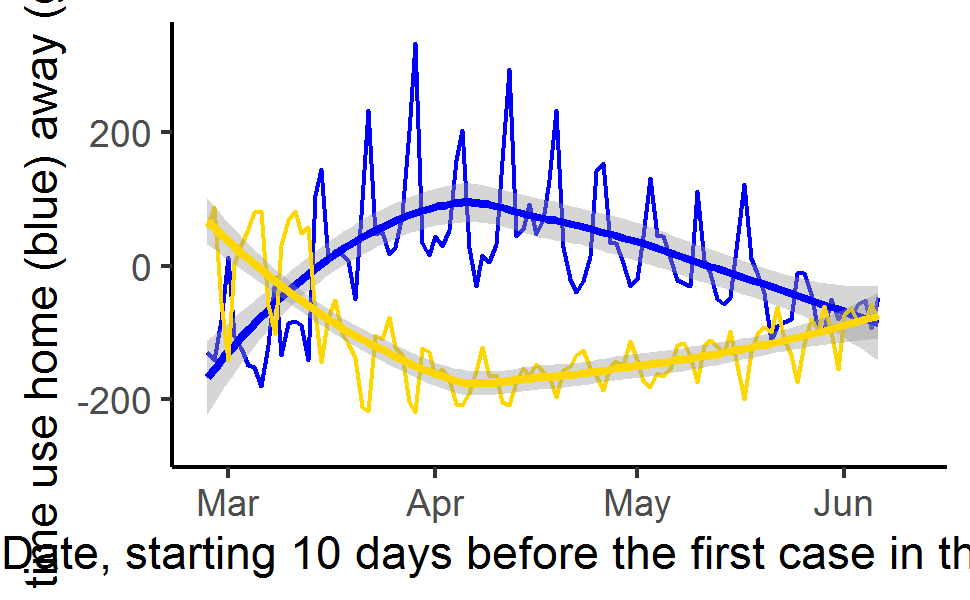 time use home (blue) away (
200
0
-200
Mar Apr May Jun
Date, starting 10 days before the first case in th